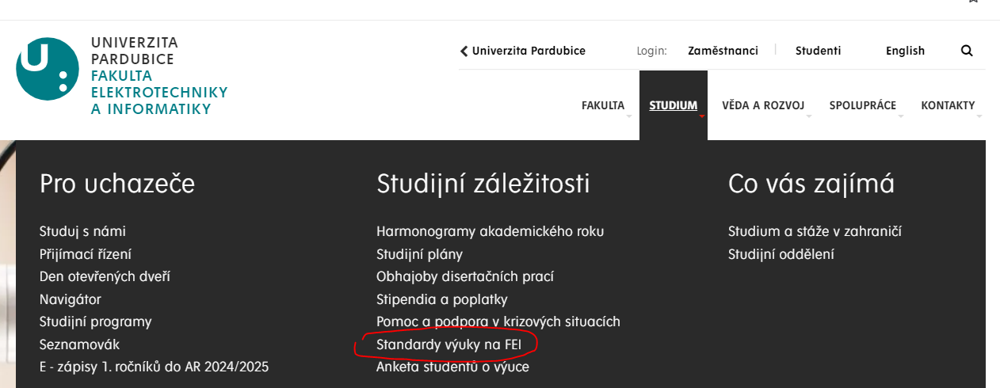 UNIVERZITA
PARDUBICE
FAKULTA
ELEKTROTECHNIKY
A INFORMATIKY
Univerzita Pardubice
Login:
Zaměstnanci
Studenti
English
FAKULTA
STUDIUM
VĚDA A ROZVOJ
SPOLUPRÁCE
KONTAKTY
Pro uchazeče
Studuj s námi
Přijímací řízení
Den otevřených dveří
Navigátor
Studijní programy
Seznamovák
E - zápisy 1. ročníků do AR 2024/2025
Studijní záležitosti
Harmonogramy akademického roku
Studijní plány
Obhajoby disertačních prací
Stipendia a poplatky
Pomoc a podpora v krizových situacích
Standardy výuky na FEI
Anketa studentů o výuce
Co vás zajímá
Studium a stáže v zahraničí
Studijní oddělení